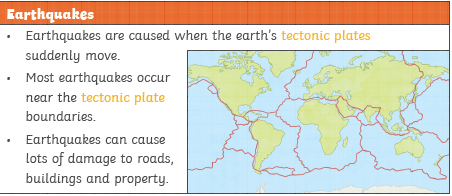 Earthquakes
• Earthquakes are caused when the earth's tectonic plates
suddenly move.
• Most earthquakes occur
near the tectonic plate
boundaries.
• Earthquakes can cause
lots of damage to roads,
buildings and property.